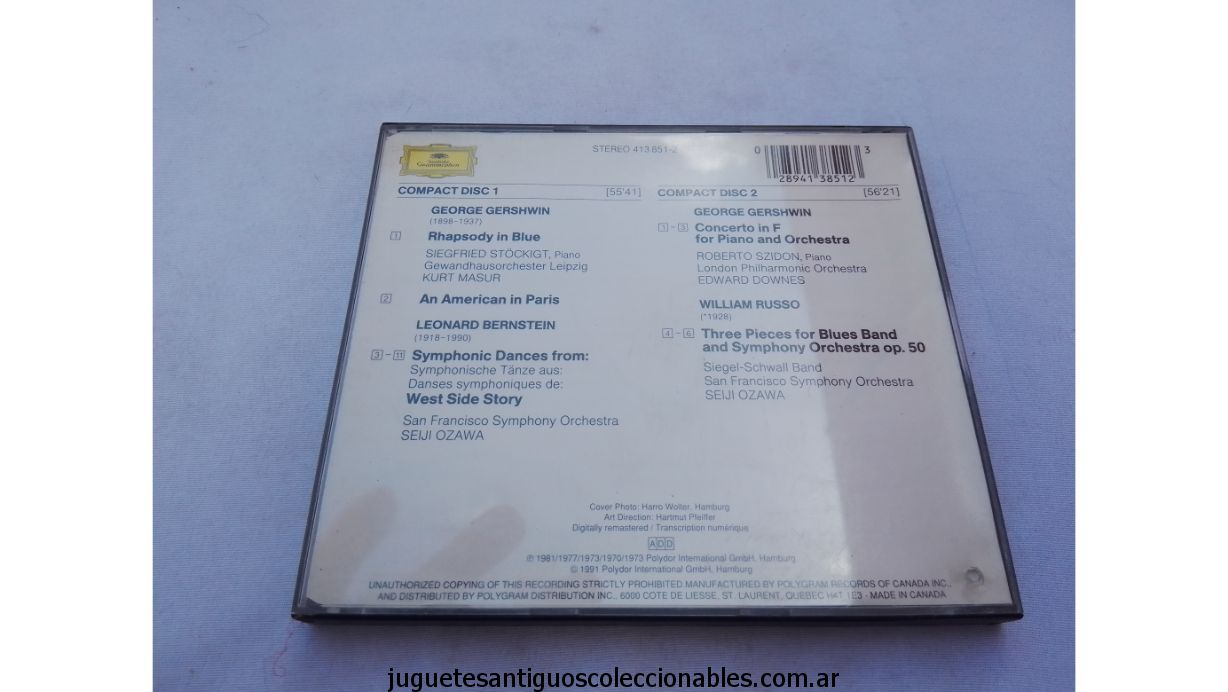 Deutsche
Grammophon
STEREO 413 851-2
0 28941 38512 3
COMPACT DISC 1 [55'41]
GEORGE GERSHWIN
(1898-1937)
1 Rhapsody in Blue
SIEGFRIED STÖCKIGT, Piano
Gewandhausorchester Leipzig
KURT MASUR
2 An American in Paris
LEONARD BERNSTEIN
(1918-1990)
3 - 11 Symphonic Dances from:
Symphonische Tänze aus:
Danses symphoniques de:
West Side Story
San Francisco Symphony Orchestra
SEIJI OZAWA
COMPACT DISC 2 [56'21]
GEORGE GERSHWIN
1 - 3 Concerto in F
for Piano and Orchestra
ROBERTO SZIDON, Piano
London Philharmonic Orchestra
EDWARD DOWNES
WILLIAM RUSSO
(*1928)
4 - 6 Three Pieces for Blues Band
and Symphony Orchestra op. 50
Siegel-Schwall Band
San Francisco Symphony Orchestra
SEIJI OZAWA
Cover Photo: Harro Wolter, Hamburg
Art Direction: Hartmut Pfeiffer
Digitally remastered / Transcription numérique
ADD
℗ 1981/1977/1973/1970/1973 Polydor International GmbH, Hamburg
© 1991 Polydor International GmbH, Hamburg
UNAUTHORIZED COPYING OF THIS RECORDING STRICTLY PROHIBITED MANUFACTURED BY POLYGRAM RECORDS OF CANADA INC.,
AND DISTRIBUTED BY POLYGRAM DISTRIBUTION INC., 6000 COTE DE LIESSE, ST. LAURENT, QUEBEC H4T 1E3 - MADE IN CANADA
juguetesantiguoscoleccionables.com.ar